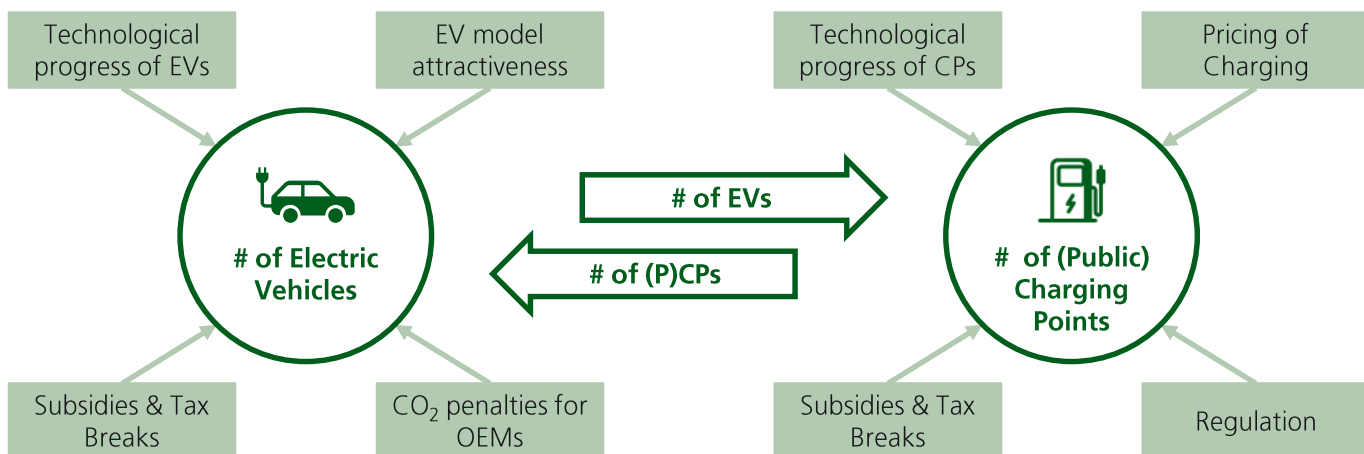 Technological
progress of EVs
EV model
attractiveness
Technological
progress of CPs
Pricing of
Charging
# of Electric
Vehicles
# of EVs
# of (P)CPs
# of (Public)
Charging
Points
Subsidies & Tax
Breaks
CO₂ penalties for
OEMs
Subsidies & Tax
Breaks
Regulation